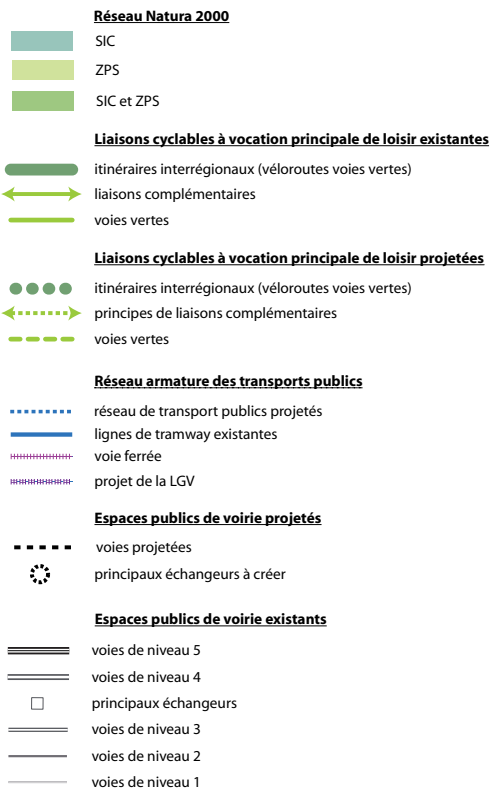 Réseau Natura 2000
SIC
ZPS
SIC et ZPS
Liaisons cyclables à vocation principale de loisir existantes
itinéraires interrégionaux (véloroutes voies vertes)
liaisons complémentaires
voies vertes
Liaisons cyclables à vocation principale de loisir projetées
itinéraires interrégionaux (véloroutes voies vertes)
principes de liaisons complémentaires
voies vertes
Réseau armature des transports publics
réseau de transport publics projetés
lignes de tramway existantes
voie ferrée
projet de la LGV
Espaces publics de voirie projetés
voies projetées
principaux échangeurs à créer
Espaces publics de voirie existants
voies de niveau 5
voies de niveau 4
principaux échangeurs
voies de niveau 3
voies de niveau 2
voies de niveau 1